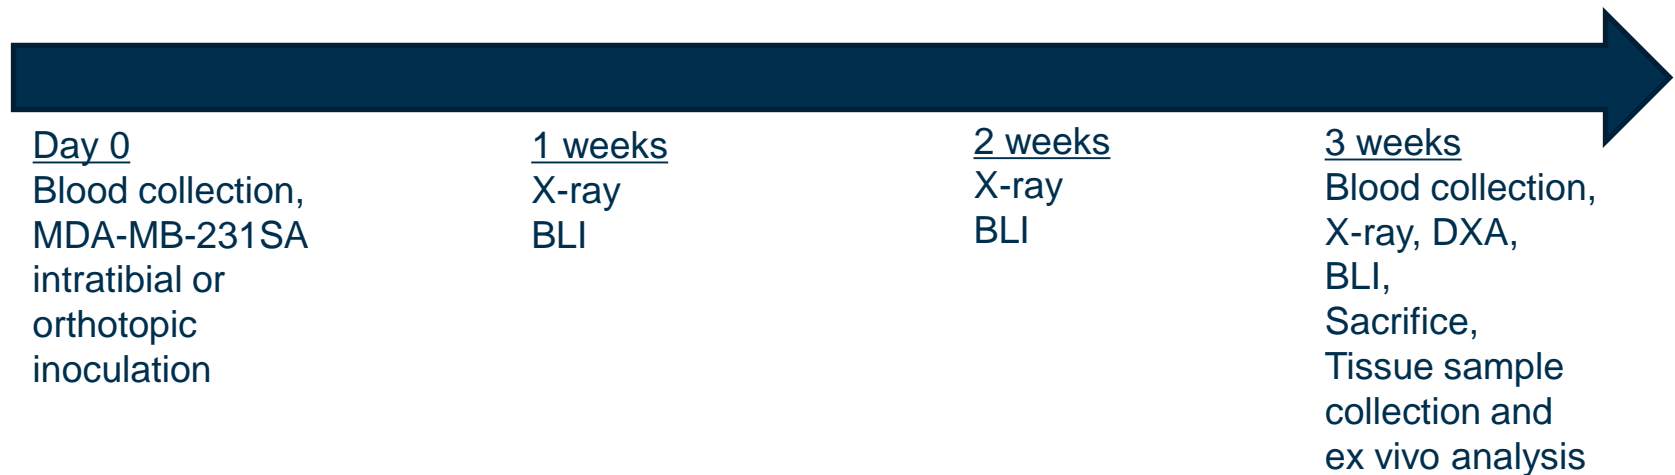 Day 0
Blood collection,
MDA-MB-231SA
intratibial or
orthotopic
inoculation
1 weeks
X-ray
BLI
2 weeks
X-ray
BLI
3 weeks
Blood collection,
X-ray, DXA,
BLI,
Sacrifice,
Tissue sample
collection and
ex vivo analysis